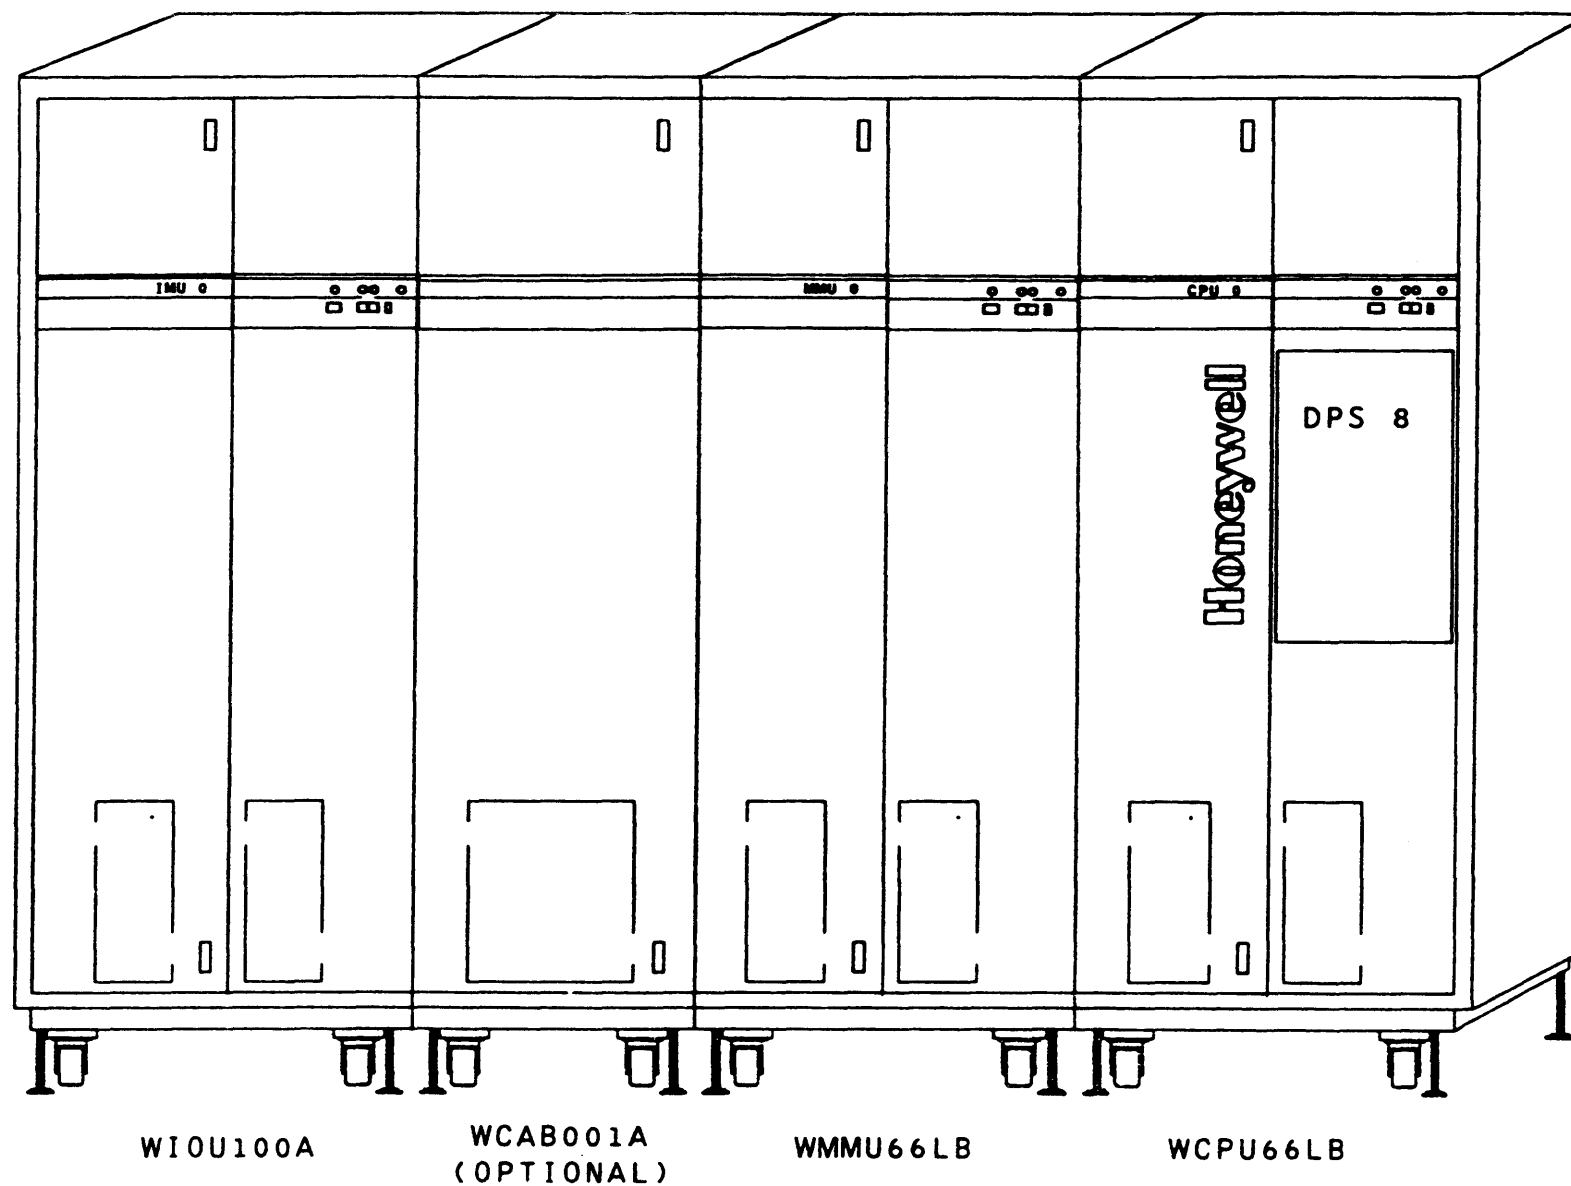 IMU 0
MMU 0
CPU 0
Honeywell
DPS 8
WIOU100A
WCAB001A
(OPTIONAL)
WMMU66LB
WCPU66LB